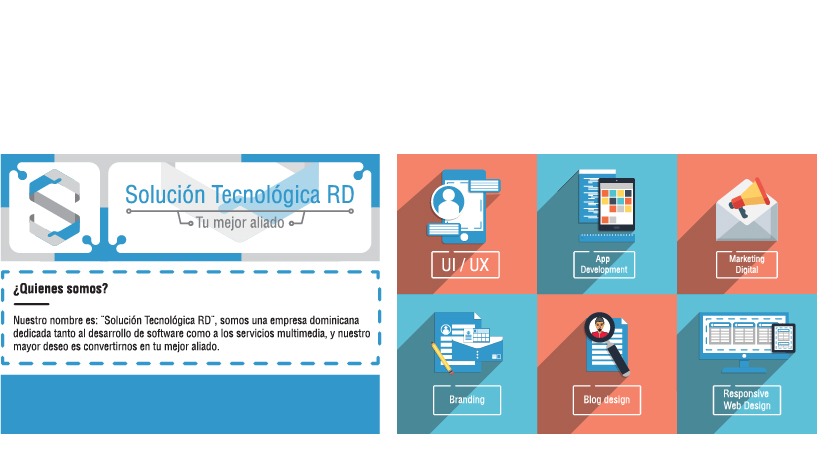 Solución Tecnológica RD
Tu mejor aliado
¿Quienes somos?
Nuestro nombre es: ¨Solución Tecnológica RD¨, somos una empresa dominicana
dedicada tanto al desarrollo de software como a los servicios multimedia, y nuestro
mayor deseo es convertirnos en tu mejor aliado.
UI / UX
App
Development
Marketing
Digital
Branding
Blog design
Responsive
Web Design